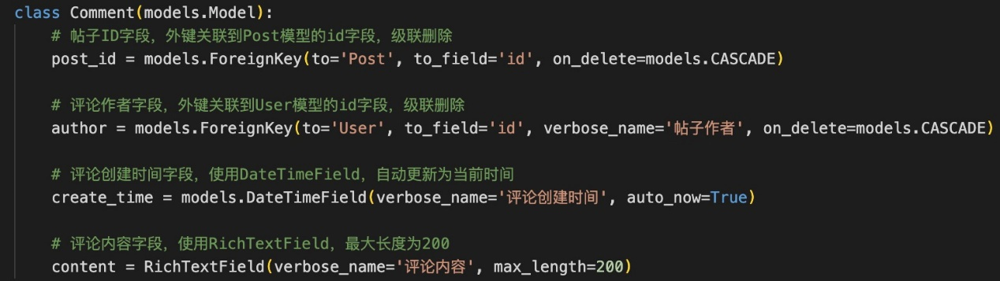 class Comment(models.Model):
# 帖子ID字段，外键关联到Post模型的id字段，级联删除
post_id = models.ForeignKey(to='Post', to_field='id', on_delete=models.CASCADE)
# 评论作者字段，外键关联到User模型的id字段，级联删除
author = models.ForeignKey(to='User', to_field='id', verbose_name='帖子作者', on_delete=models.CASCADE)
# 评论创建时间字段，使用DateTimeField，自动更新为当前时间
create_time = models.DateTimeField(verbose_name='评论创建时间', auto_now=True)
# 评论内容字段，使用RichTextField，最大长度为200
content = RichTextField(verbose_name='评论内容', max_length=200)